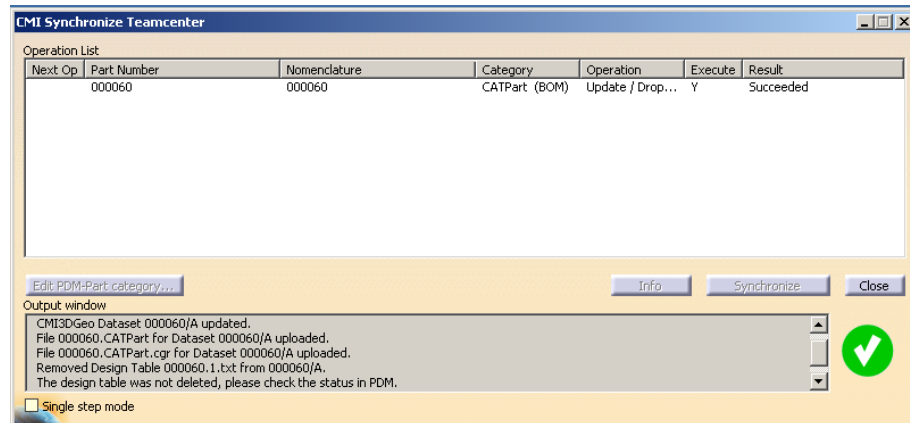 CMI Synchronize Teamcenter
Operation List
Next Op Part Number Nomenclature Category Operation Execute Result
000060 000060 CATPart (BOM) Update / Drop... Y Succeeded
Edit PDM-Part category... Info Synchronize Close
Output window
CMI3DGeo Dataset 000060/A updated.
File 000060.CATPart for Dataset 000060/A uploaded.
File 000060.CATPart.cgr for Dataset 000060/A uploaded.
Removed Design Table 000060.1.txt from 000060/A.
The design table was not deleted, please check the status in PDM.
Single step mode